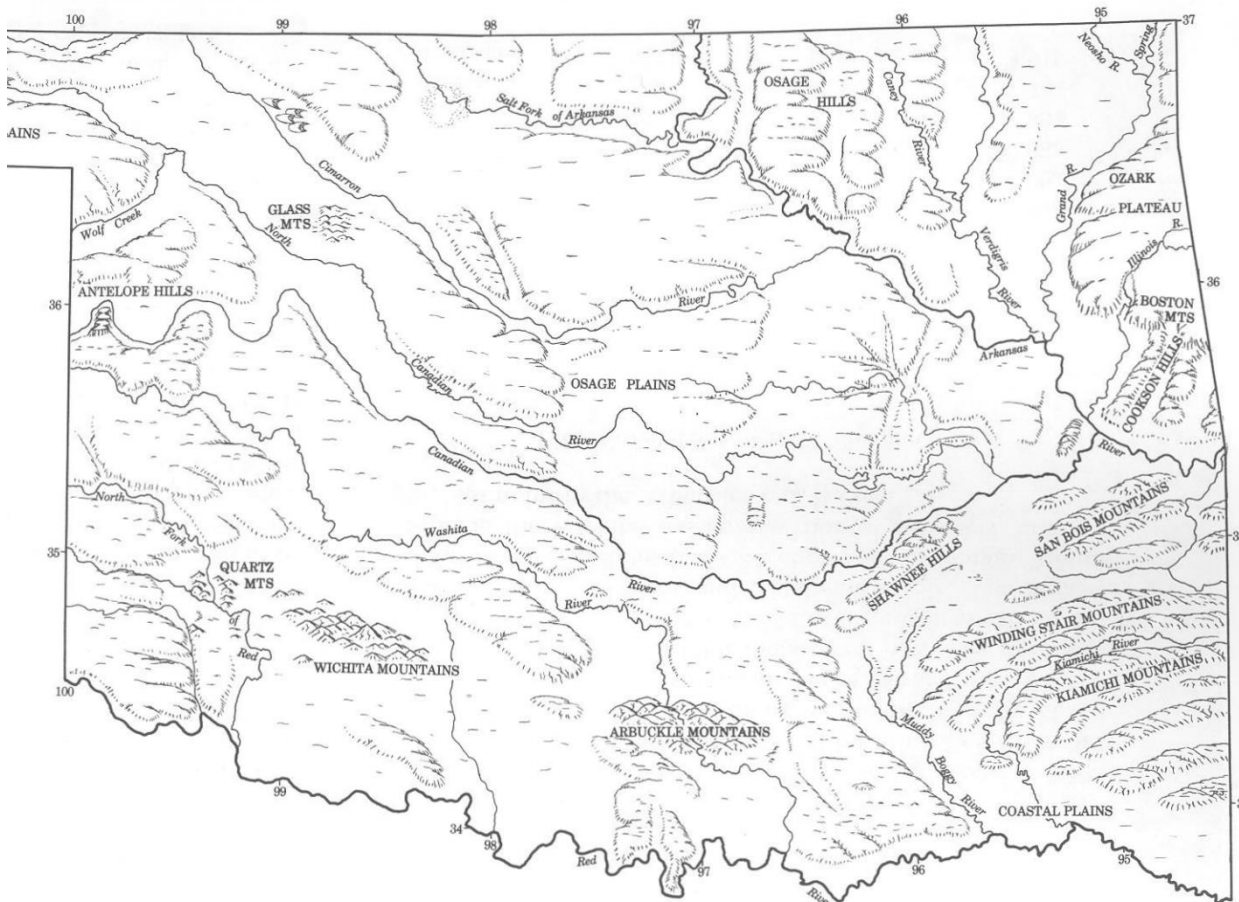 100
99
98
97
96
95
37
Neosho R.
Spring
OSAGE
HILLS
Caney
River
Salt Fork of Arkansas
AINS
Cimarron
OZARK
PLATEAU
Grand R.
GLASS
MTS
North
Wolf Creek
Illinois R.
Verdigris
River
ANTELOPE HILLS
36
36
River
BOSTON
MTS
Arkansas
COOKSON HILLS
Canadian
OSAGE PLAINS
River
River
Canadian
North
Fork
of
Red
Washita
SAN BOIS MOUNTAINS
35
3
QUARTZ
MTS
SHAWNEE HILLS
River
River
WINDING STAIR MOUNTAINS
Kiamichi River
KIAMICHI MOUNTAINS
WICHITA MOUNTAINS
100
ARBUCKLE MOUNTAINS
Muddy
Boggy
River
99
COASTAL PLAINS
3
34
98
Red
97
96
95
River